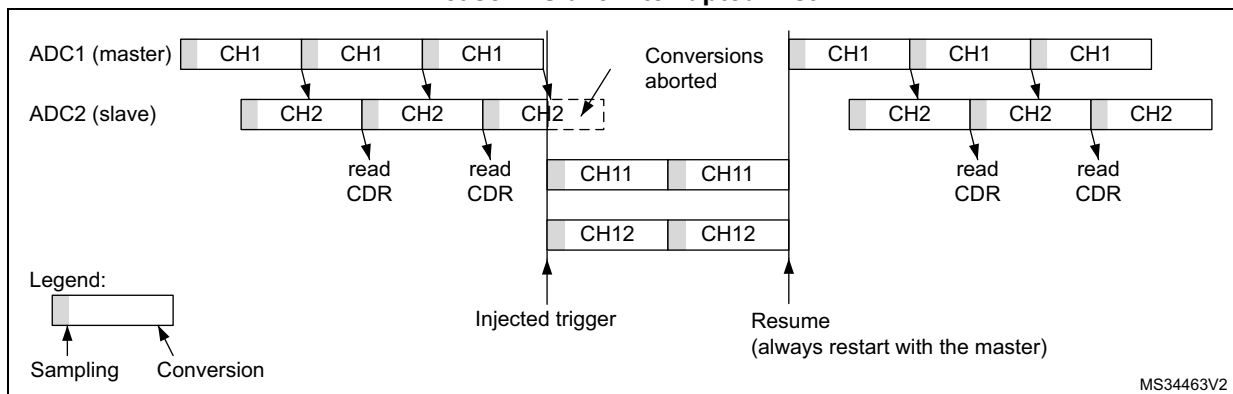 ADC1 (master)
CH1
CH1
CH1
Conversions
aborted
CH1
CH1
CH1
ADC2 (slave)
CH2
CH2
CH2
CH2
CH2
CH2
read
CDR
read
CDR
read
CDR
read
CDR
CH11
CH11
CH12
CH12
Legend:
Sampling
Conversion
Injected trigger
Resume
(always restart with the master)
MS34463V2